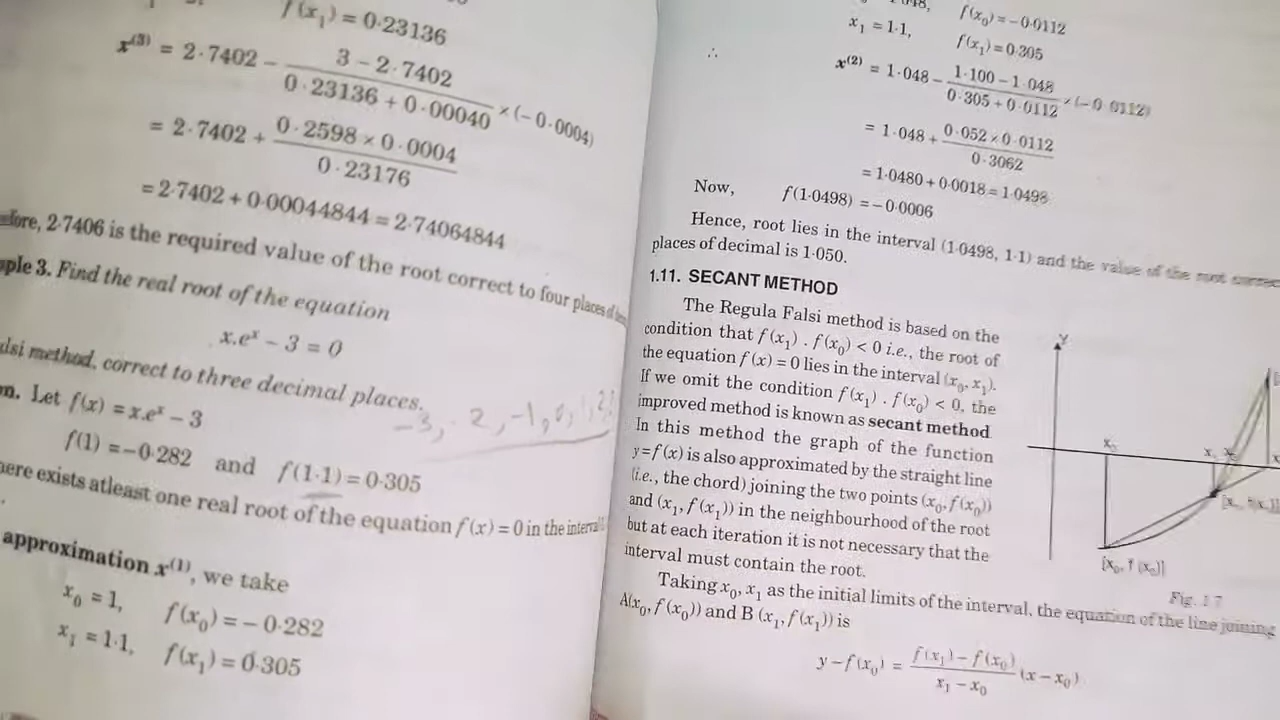 f(x₁) = 0·23136
x⁽³⁾ = 2·7402 − (3 − 2·7402)/(0·23136 + 0·00040) × (− 0·0004)
= 2·7402 + (0·2598 × 0·0004)/(0·23176)
= 2·7402 + 0·00044844 = 2·74064844
2·7406 is the required value of the root correct to four places
3. Find the real root of the equation
x.eˣ − 3 = 0
method, correct to three decimal places.
−3, −2, −1, 0, 1, 2
Let f(x) = x.eˣ − 3
f(1) = −0·282 and f(1·1) = 0·305
exists atleast one real root of the equation f(x) = 0 in the interval
approximation x⁽¹⁾, we take
x₀ = 1, f(x₀) = − 0·282
x₁ = 1·1, f(x₁) = 0·305
f(x₀) = − 0·0112
x₁ = 1·1, f(x₁) = 0·305
∴ x⁽²⁾ = 1·048 − (1·100 − 1·048)/(0·305 + 0·0112) × (− 0·0112)
= 1·048 + (0·052 × 0·0112)/(0·3062)
= 1·0480 + 0·0018 = 1·0498
Now, f(1·0498) = − 0·0006
Hence, root lies in the interval (1·0498, 1·1) and the value of the root correct
places of decimal is 1·050.
1.11. SECANT METHOD
The Regula Falsi method is based on the
condition that f(x₁) . f(x₀) < 0 i.e., the root of
the equation f(x) = 0 lies in the interval (x₀, x₁).
If we omit the condition f(x₁) . f(x₀) < 0, the
improved method is known as secant method.
In this method the graph of the function
y = f(x) is also approximated by the straight line
(i.e., the chord) joining the two points (x₀, f(x₀))
and (x₁, f(x₁)) in the neighbourhood of the root
but at each iteration it is not necessary that the
interval must contain the root.
Y
x₀
[x₀, f (x₀)]
Fig. 1.7
Taking x₀, x₁ as the initial limits of the interval, the equation of the line joining
A(x₀, f(x₀)) and B (x₁, f(x₁)) is
y − f(x₀) = (f(x₁) − f(x₀))/(x₁ − x₀) (x − x₀)